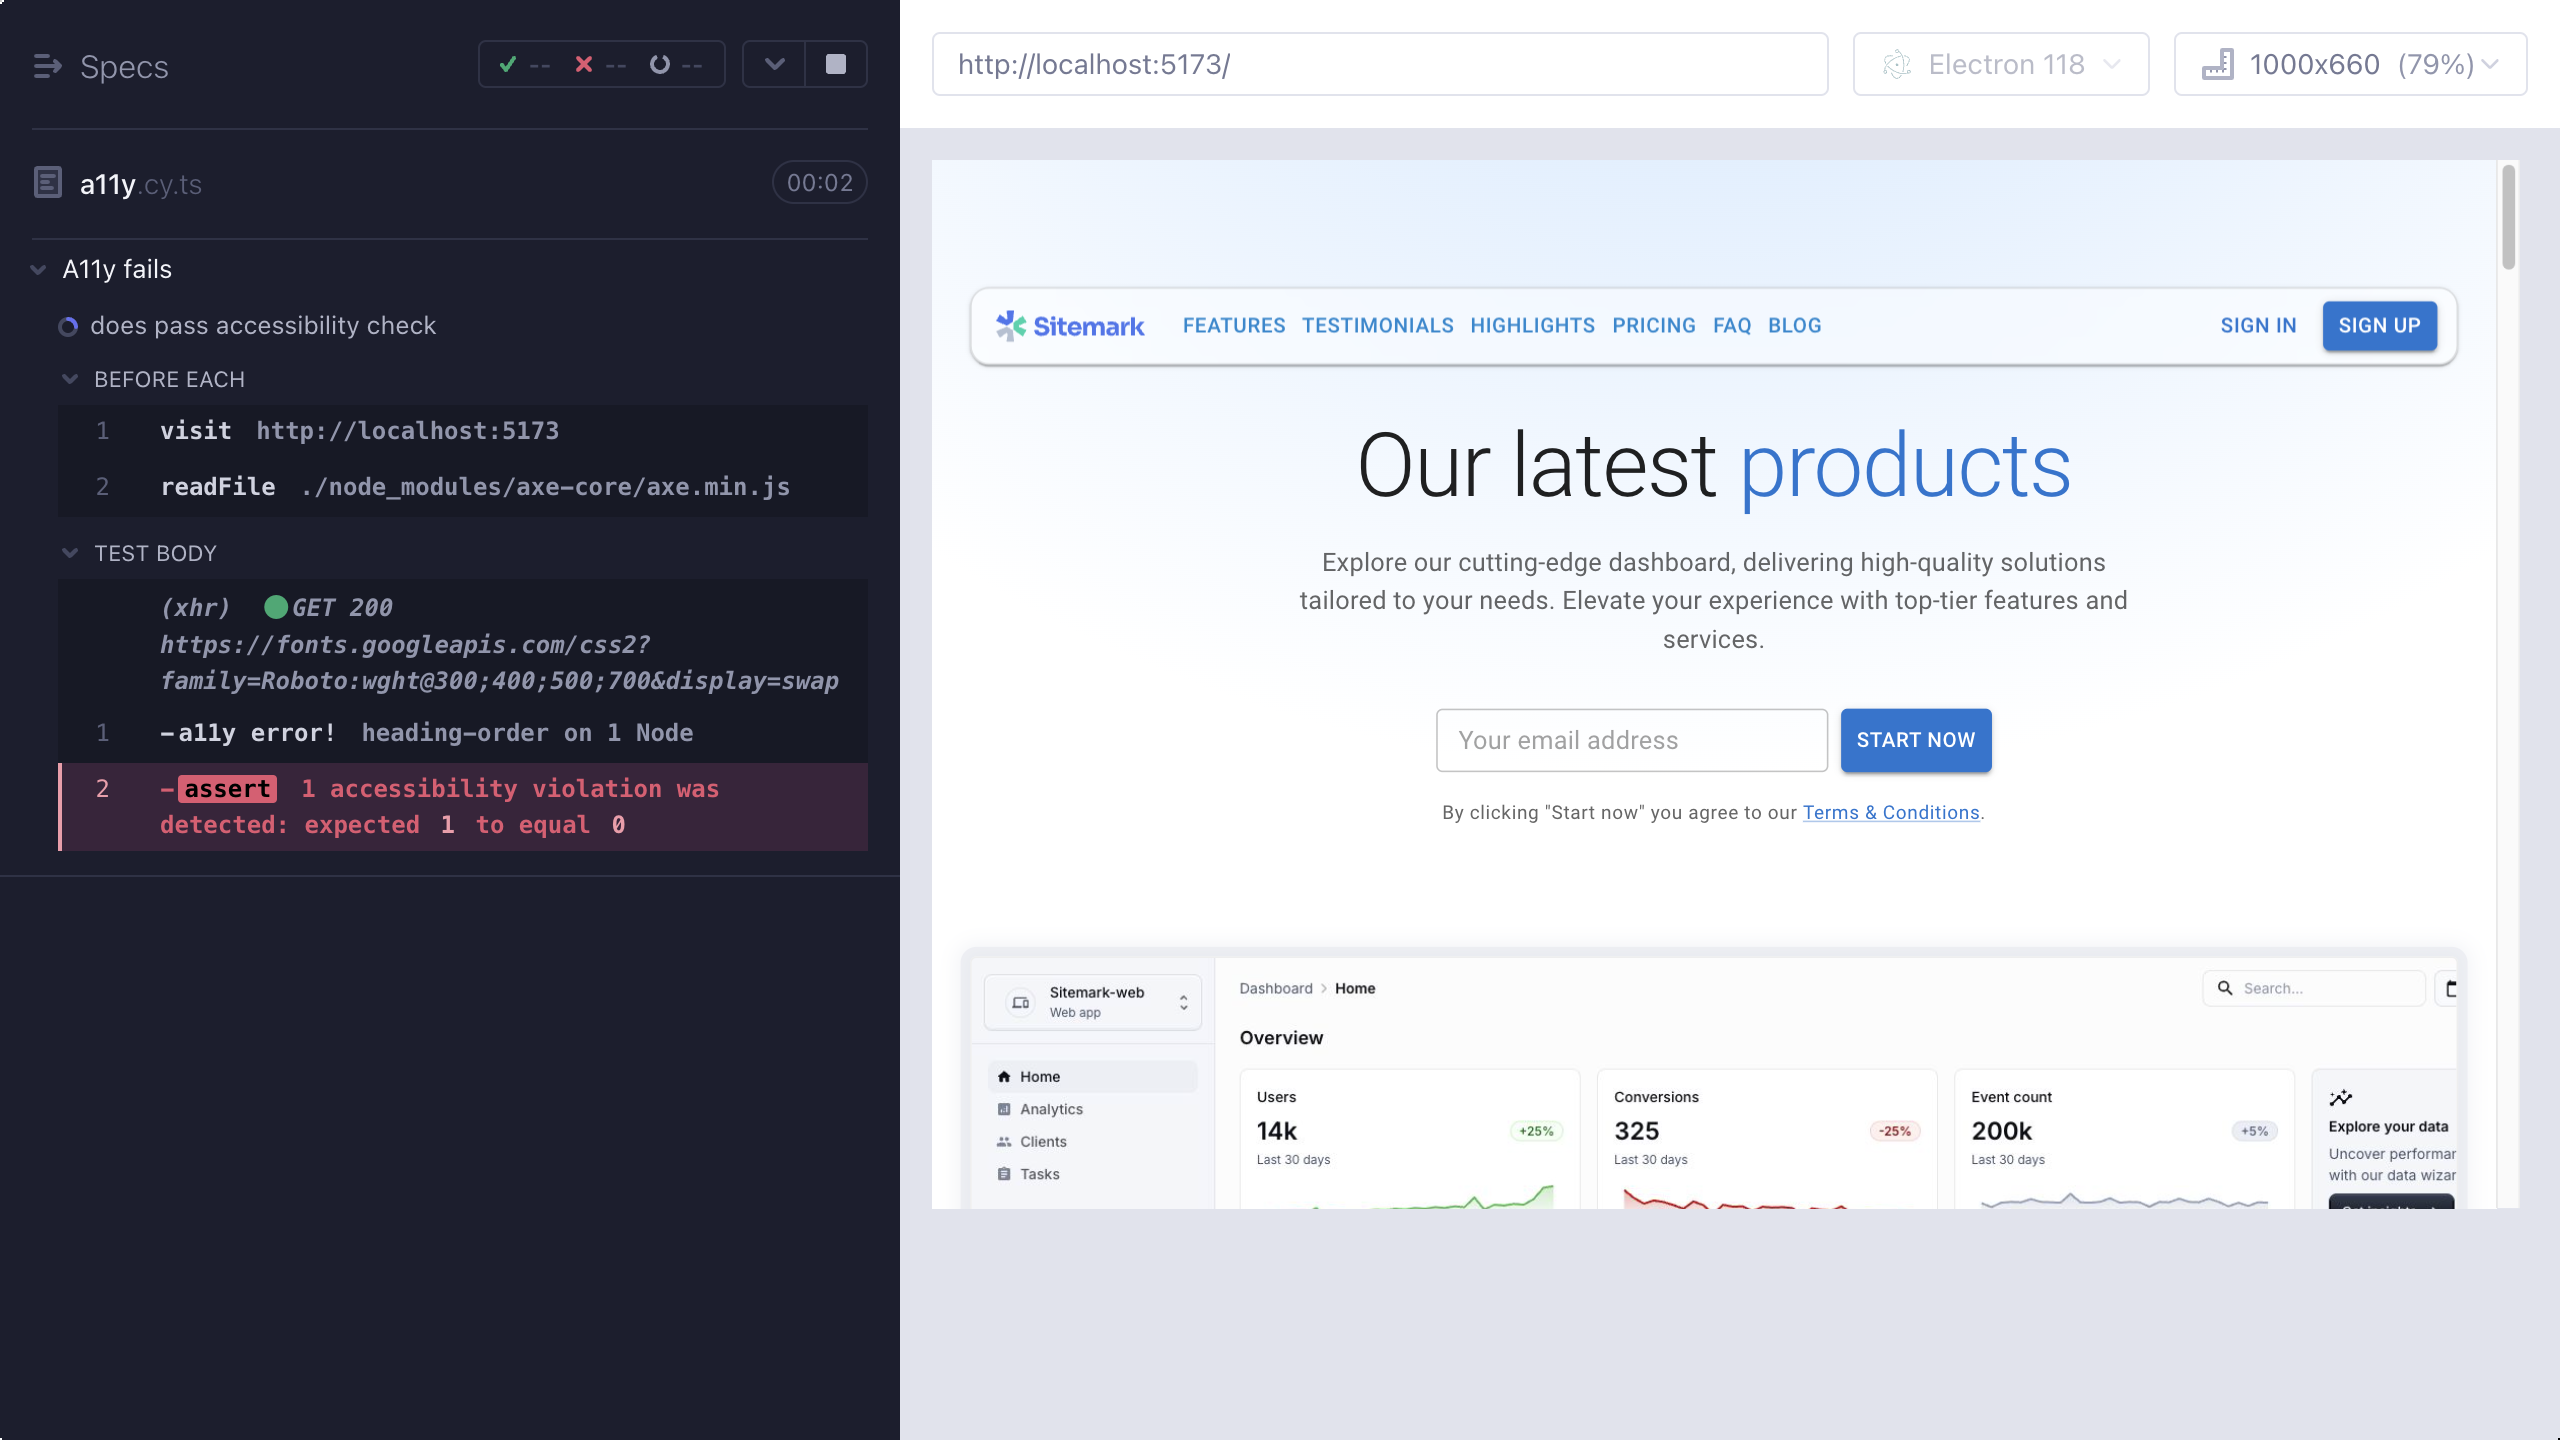 Specs
-- -- --
a11y.cy.ts
00:02
A11y fails
does pass accessibility check
BEFORE EACH
1 visit http://localhost:5173
2 readFile ./node_modules/axe-core/axe.min.js
TEST BODY
(xhr) GET 200
https://fonts.googleapis.com/css2?
family=Roboto:wght@300;400;500;700&display=swap
1 -a11y error! heading-order on 1 Node
2 -assert 1 accessibility violation was
detected: expected 1 to equal 0
http://localhost:5173/
Electron 118
1000x660 (79%)
Sitemark
FEATURES TESTIMONIALS HIGHLIGHTS PRICING FAQ BLOG
SIGN IN
SIGN UP
Our latest products
Explore our cutting-edge dashboard, delivering high-quality solutions
tailored to your needs. Elevate your experience with top-tier features and
services.
Your email address
START NOW
By clicking "Start now" you agree to our Terms & Conditions.
Sitemark-web
Web app
Home
Analytics
Clients
Tasks
Dashboard > Home
Search...
Overview
Users
14k
+25%
Last 30 days
Conversions
325
-25%
Last 30 days
Event count
200k
+5%
Last 30 days
Explore your data
Uncover performan
with our data wizar